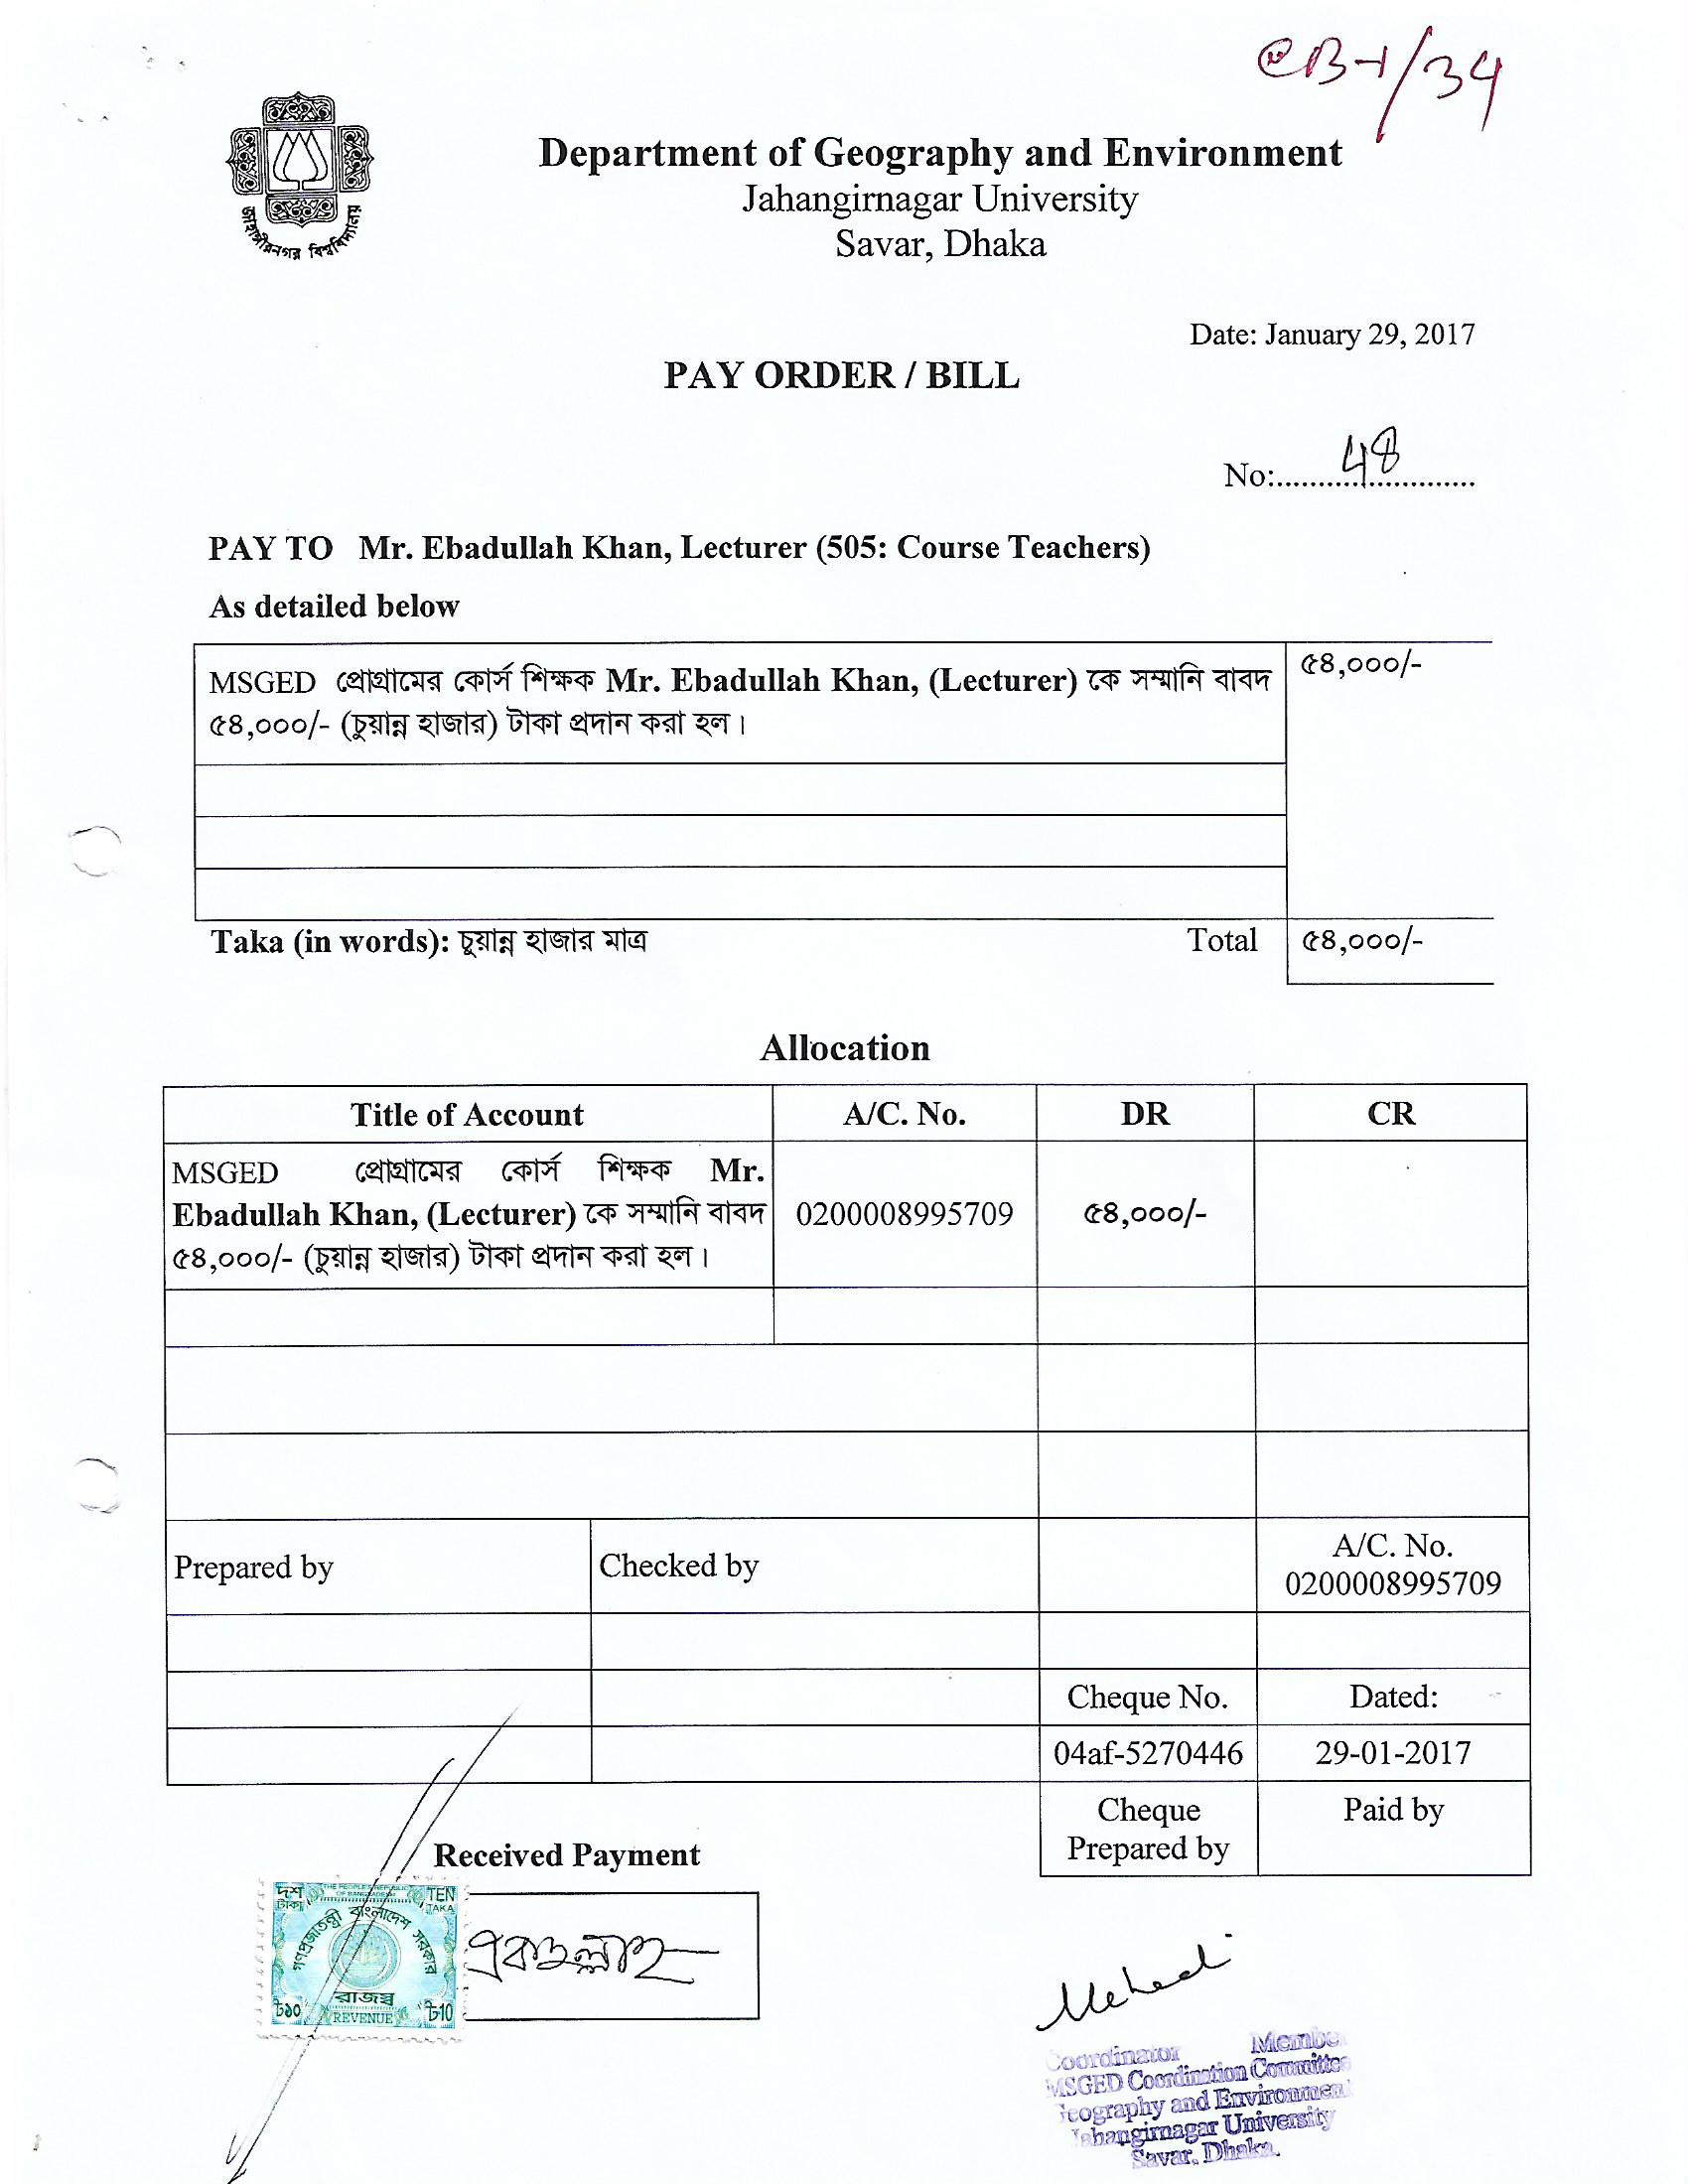 CB-1/34
জাহাঙ্গীরনগর বিশ্ববিদ্যালয়
Department of Geography and Environment
Jahangirnagar University
Savar, Dhaka
Date: January 29, 2017
PAY ORDER / BILL
No:..........48.............
PAY TO Mr. Ebadullah Khan, Lecturer (505: Course Teachers)
As detailed below
MSGED প্রোগ্রামের কোর্স শিক্ষক Mr. Ebadullah Khan, (Lecturer) কে সম্মানি বাবদ ৫৪,০০০/-
৫৪,০০০/- (চুয়ান্ন হাজার) টাকা প্রদান করা হল।
Taka (in words): চুয়ান্ন হাজার মাত্র Total ৫৪,০০০/-
Allocation
Title of Account A/C. No. DR CR
MSGED প্রোগ্রামের কোর্স শিক্ষক Mr.
Ebadullah Khan, (Lecturer) কে সম্মানি বাবদ 0200008995709 ৫৪,০০০/-
৫৪,০০০/- (চুয়ান্ন হাজার) টাকা প্রদান করা হল।
Prepared by Checked by A/C. No.
0200008995709
Cheque No. Dated:
04af-5270446 29-01-2017
Cheque Paid by
Prepared by
Received Payment
দশ টাকা THE PEOPLE'S REPUBLIC OF BANGLADESH TEN TAKA
গণপ্রজাতন্ত্রী বাংলাদেশ সরকার
রাজস্ব
৳১০ REVENUE ৳10
এবাদুল্লাহ
Mehedi
Coordinator Member
MSGED Coordination Committee
Geography and Environment
Jahangirnagar University
Savar, Dhaka.